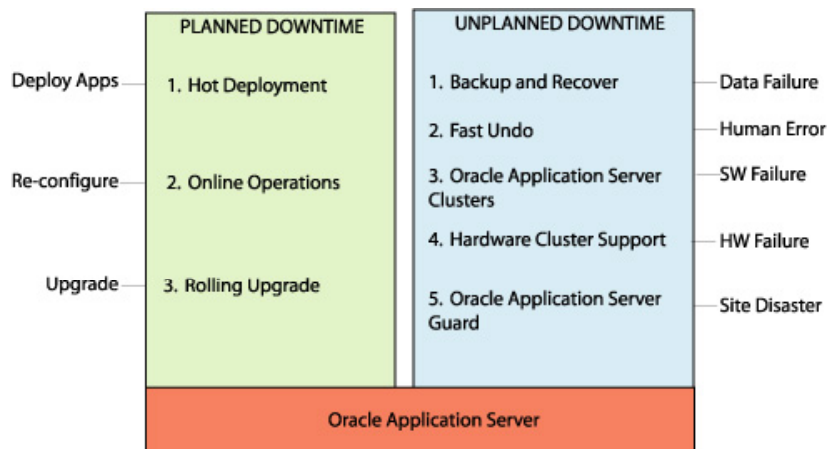 PLANNED DOWNTIME
UNPLANNED DOWNTIME
Deploy Apps
1. Hot Deployment
Re-configure
2. Online Operations
Upgrade
3. Rolling Upgrade
1. Backup and Recover
Data Failure
2. Fast Undo
Human Error
3. Oracle Application Server
Clusters
SW Failure
4. Hardware Cluster Support
HW Failure
5. Oracle Application Server
Guard
Site Disaster
Oracle Application Server